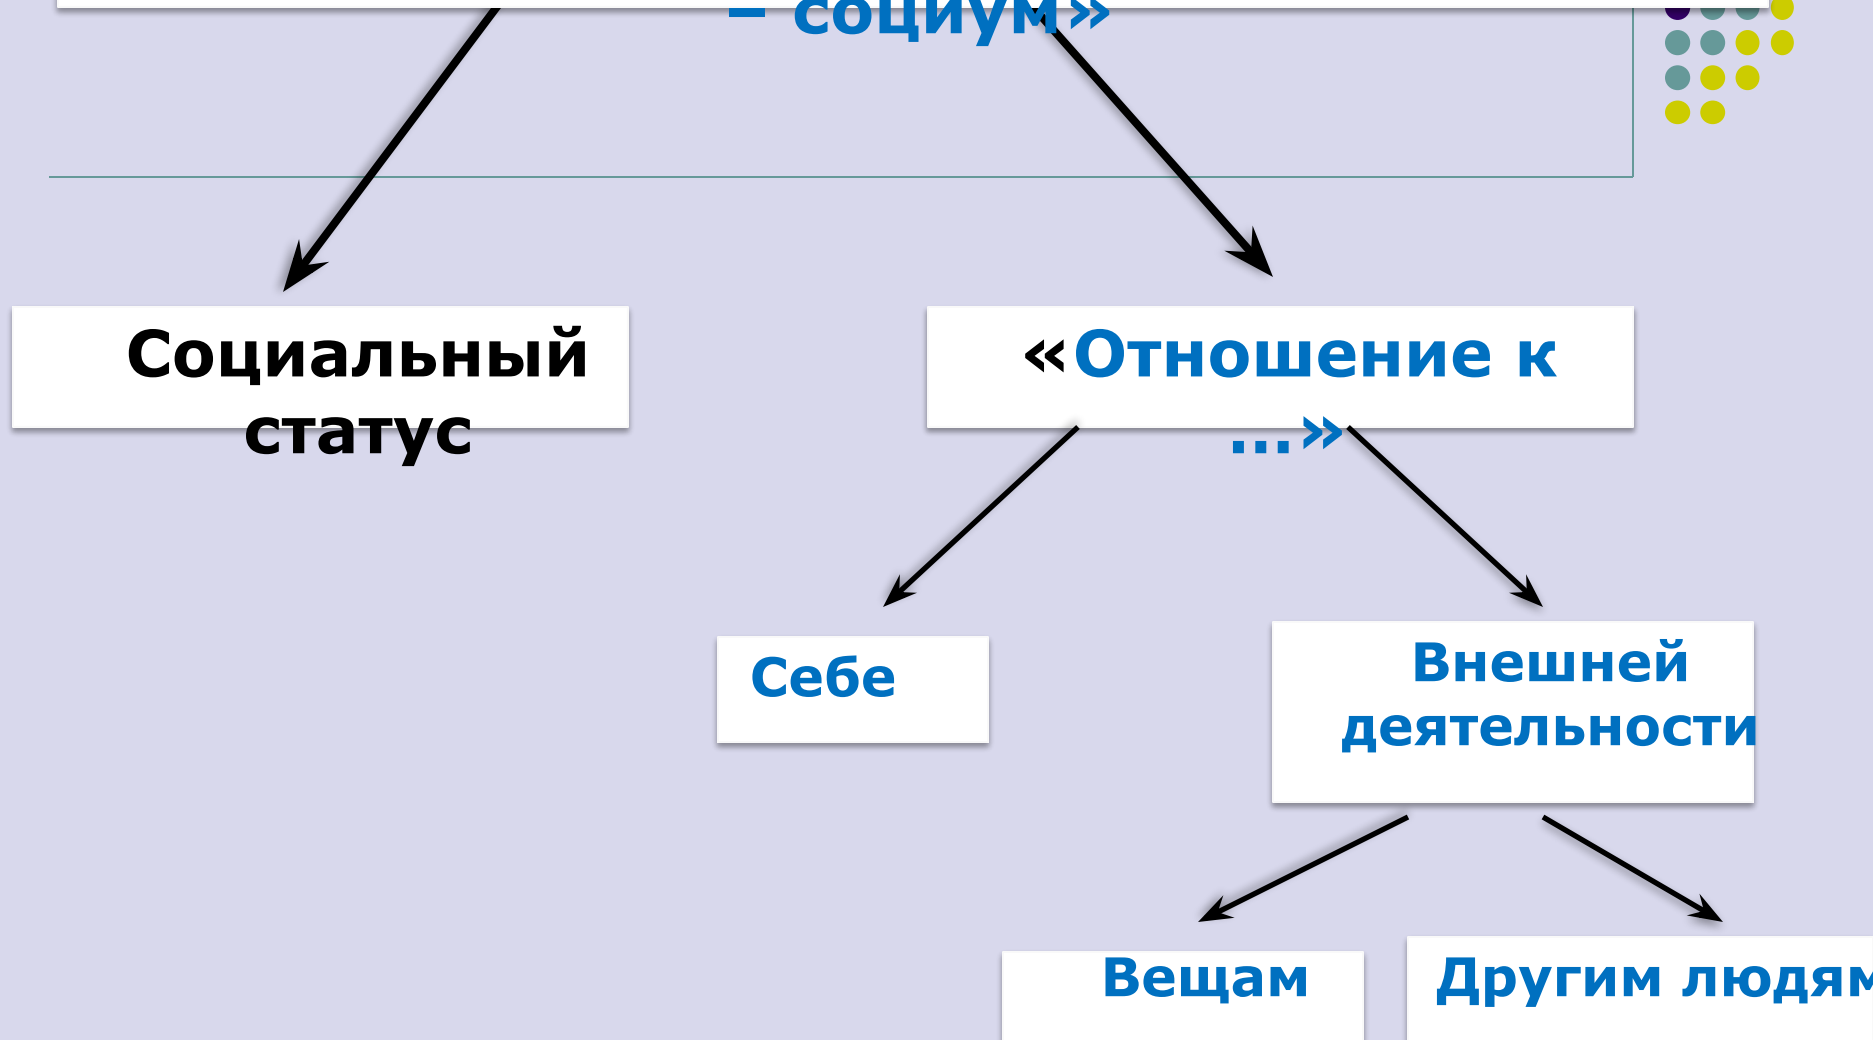 – социум»
Социальный
статус
«Отношение к
...»
Себе
Внешней
деятельности
Вещам
Другим людям